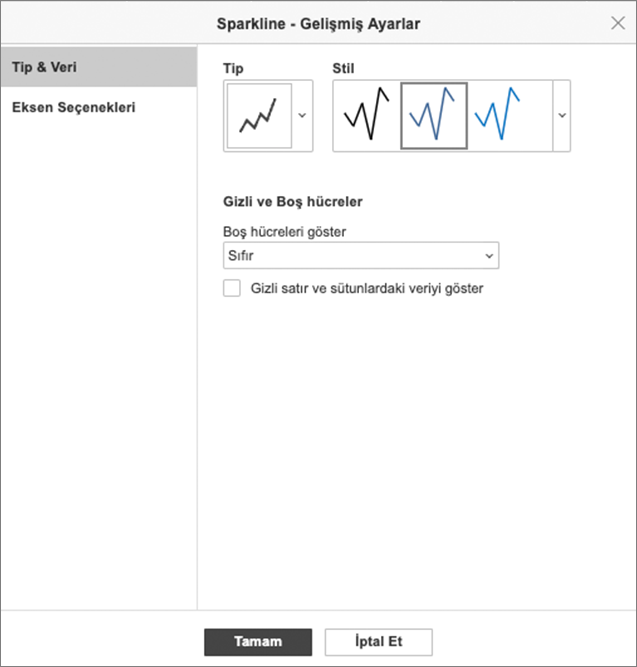 Sparkline - Gelişmiş Ayarlar
Tip & Veri
Eksen Seçenekleri
Tip
Stil
Gizli ve Boş hücreler
Boş hücreleri göster
Sıfır
Gizli satır ve sütunlardaki veriyi göster
Tamam
İptal Et